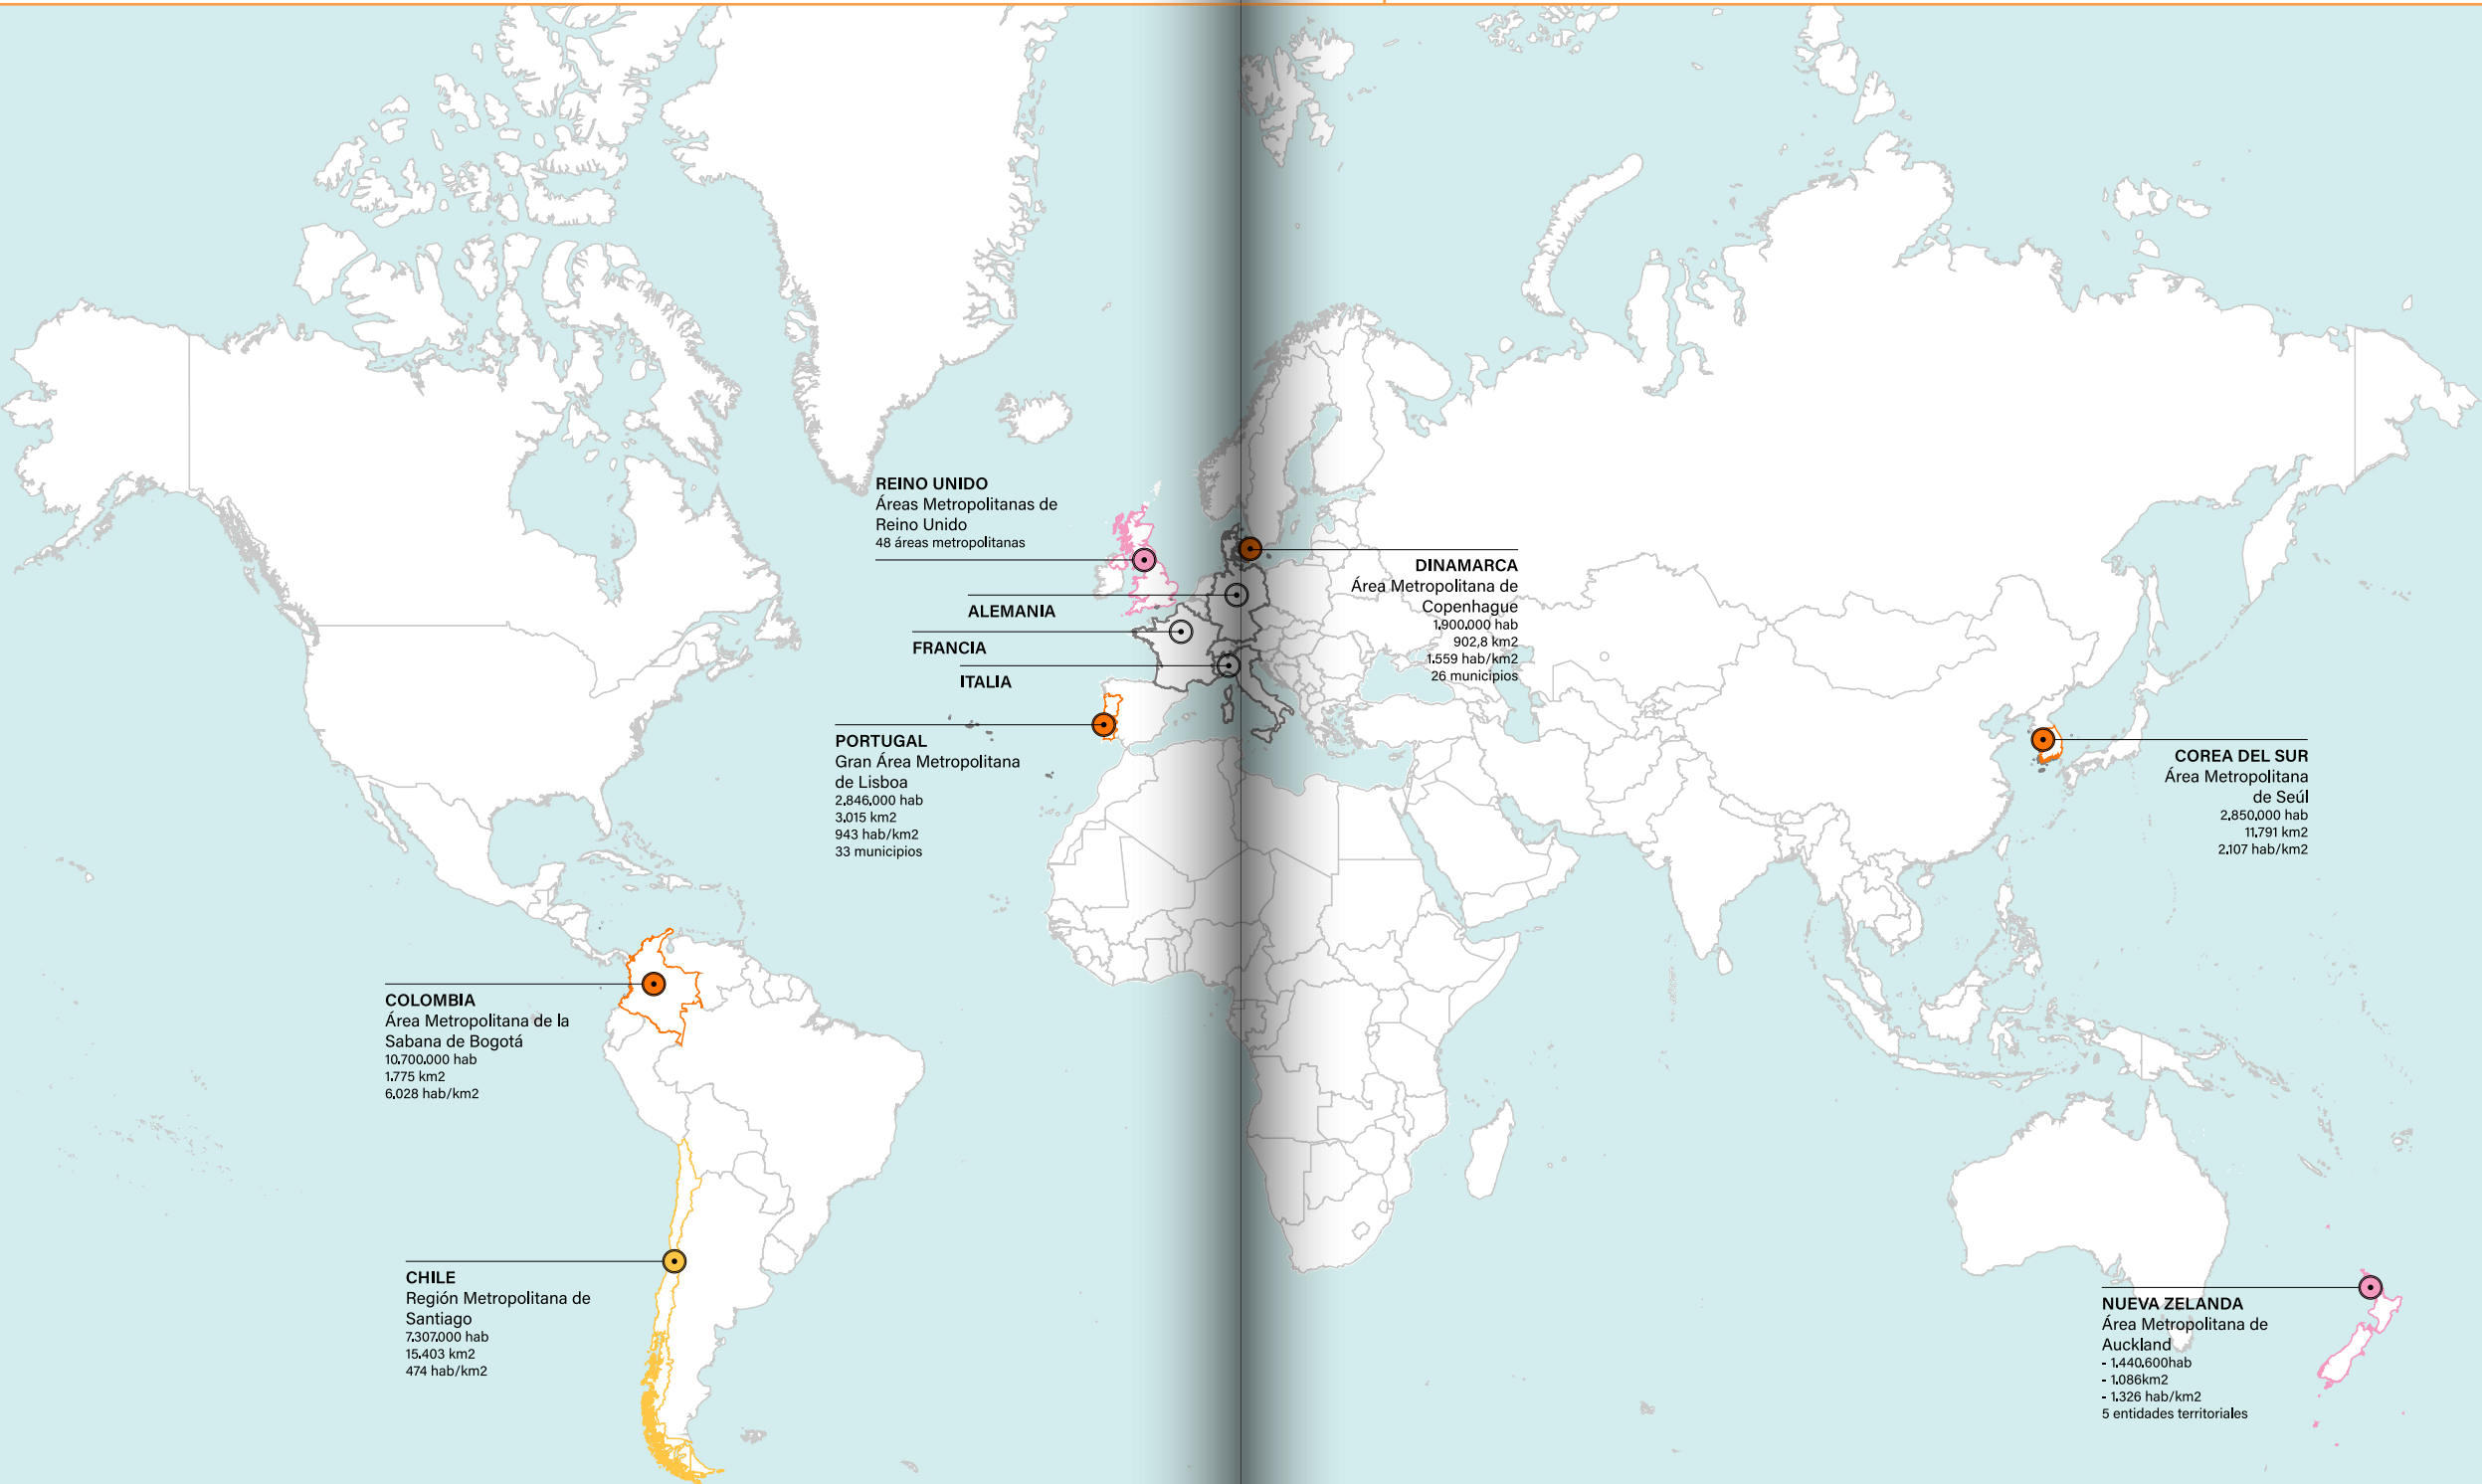 REINO UNIDO
Áreas Metropolitanas de
Reino Unido
48 áreas metropolitanas
DINAMARCA
Área Metropolitana de
Copenhague
1.900.000 hab
902,8 km2
1.559 hab/km2
26 municipios
ALEMANIA
FRANCIA
ITALIA
PORTUGAL
Gran Área Metropolitana
de Lisboa
2.846.000 hab
3.015 km2
943 hab/km2
33 municipios
COREA DEL SUR
Área Metropolitana
de Seúl
2.850.000 hab
11.791 km2
2.107 hab/km2
COLOMBIA
Área Metropolitana de la
Sabana de Bogotá
10.700.000 hab
1.775 km2
6.028 hab/km2
CHILE
Región Metropolitana de
Santiago
7.307.000 hab
15.403 km2
474 hab/km2
NUEVA ZELANDA
Área Metropolitana de
Auckland
- 1.440.600hab
- 1.086km2
- 1.326 hab/km2
5 entidades territoriales